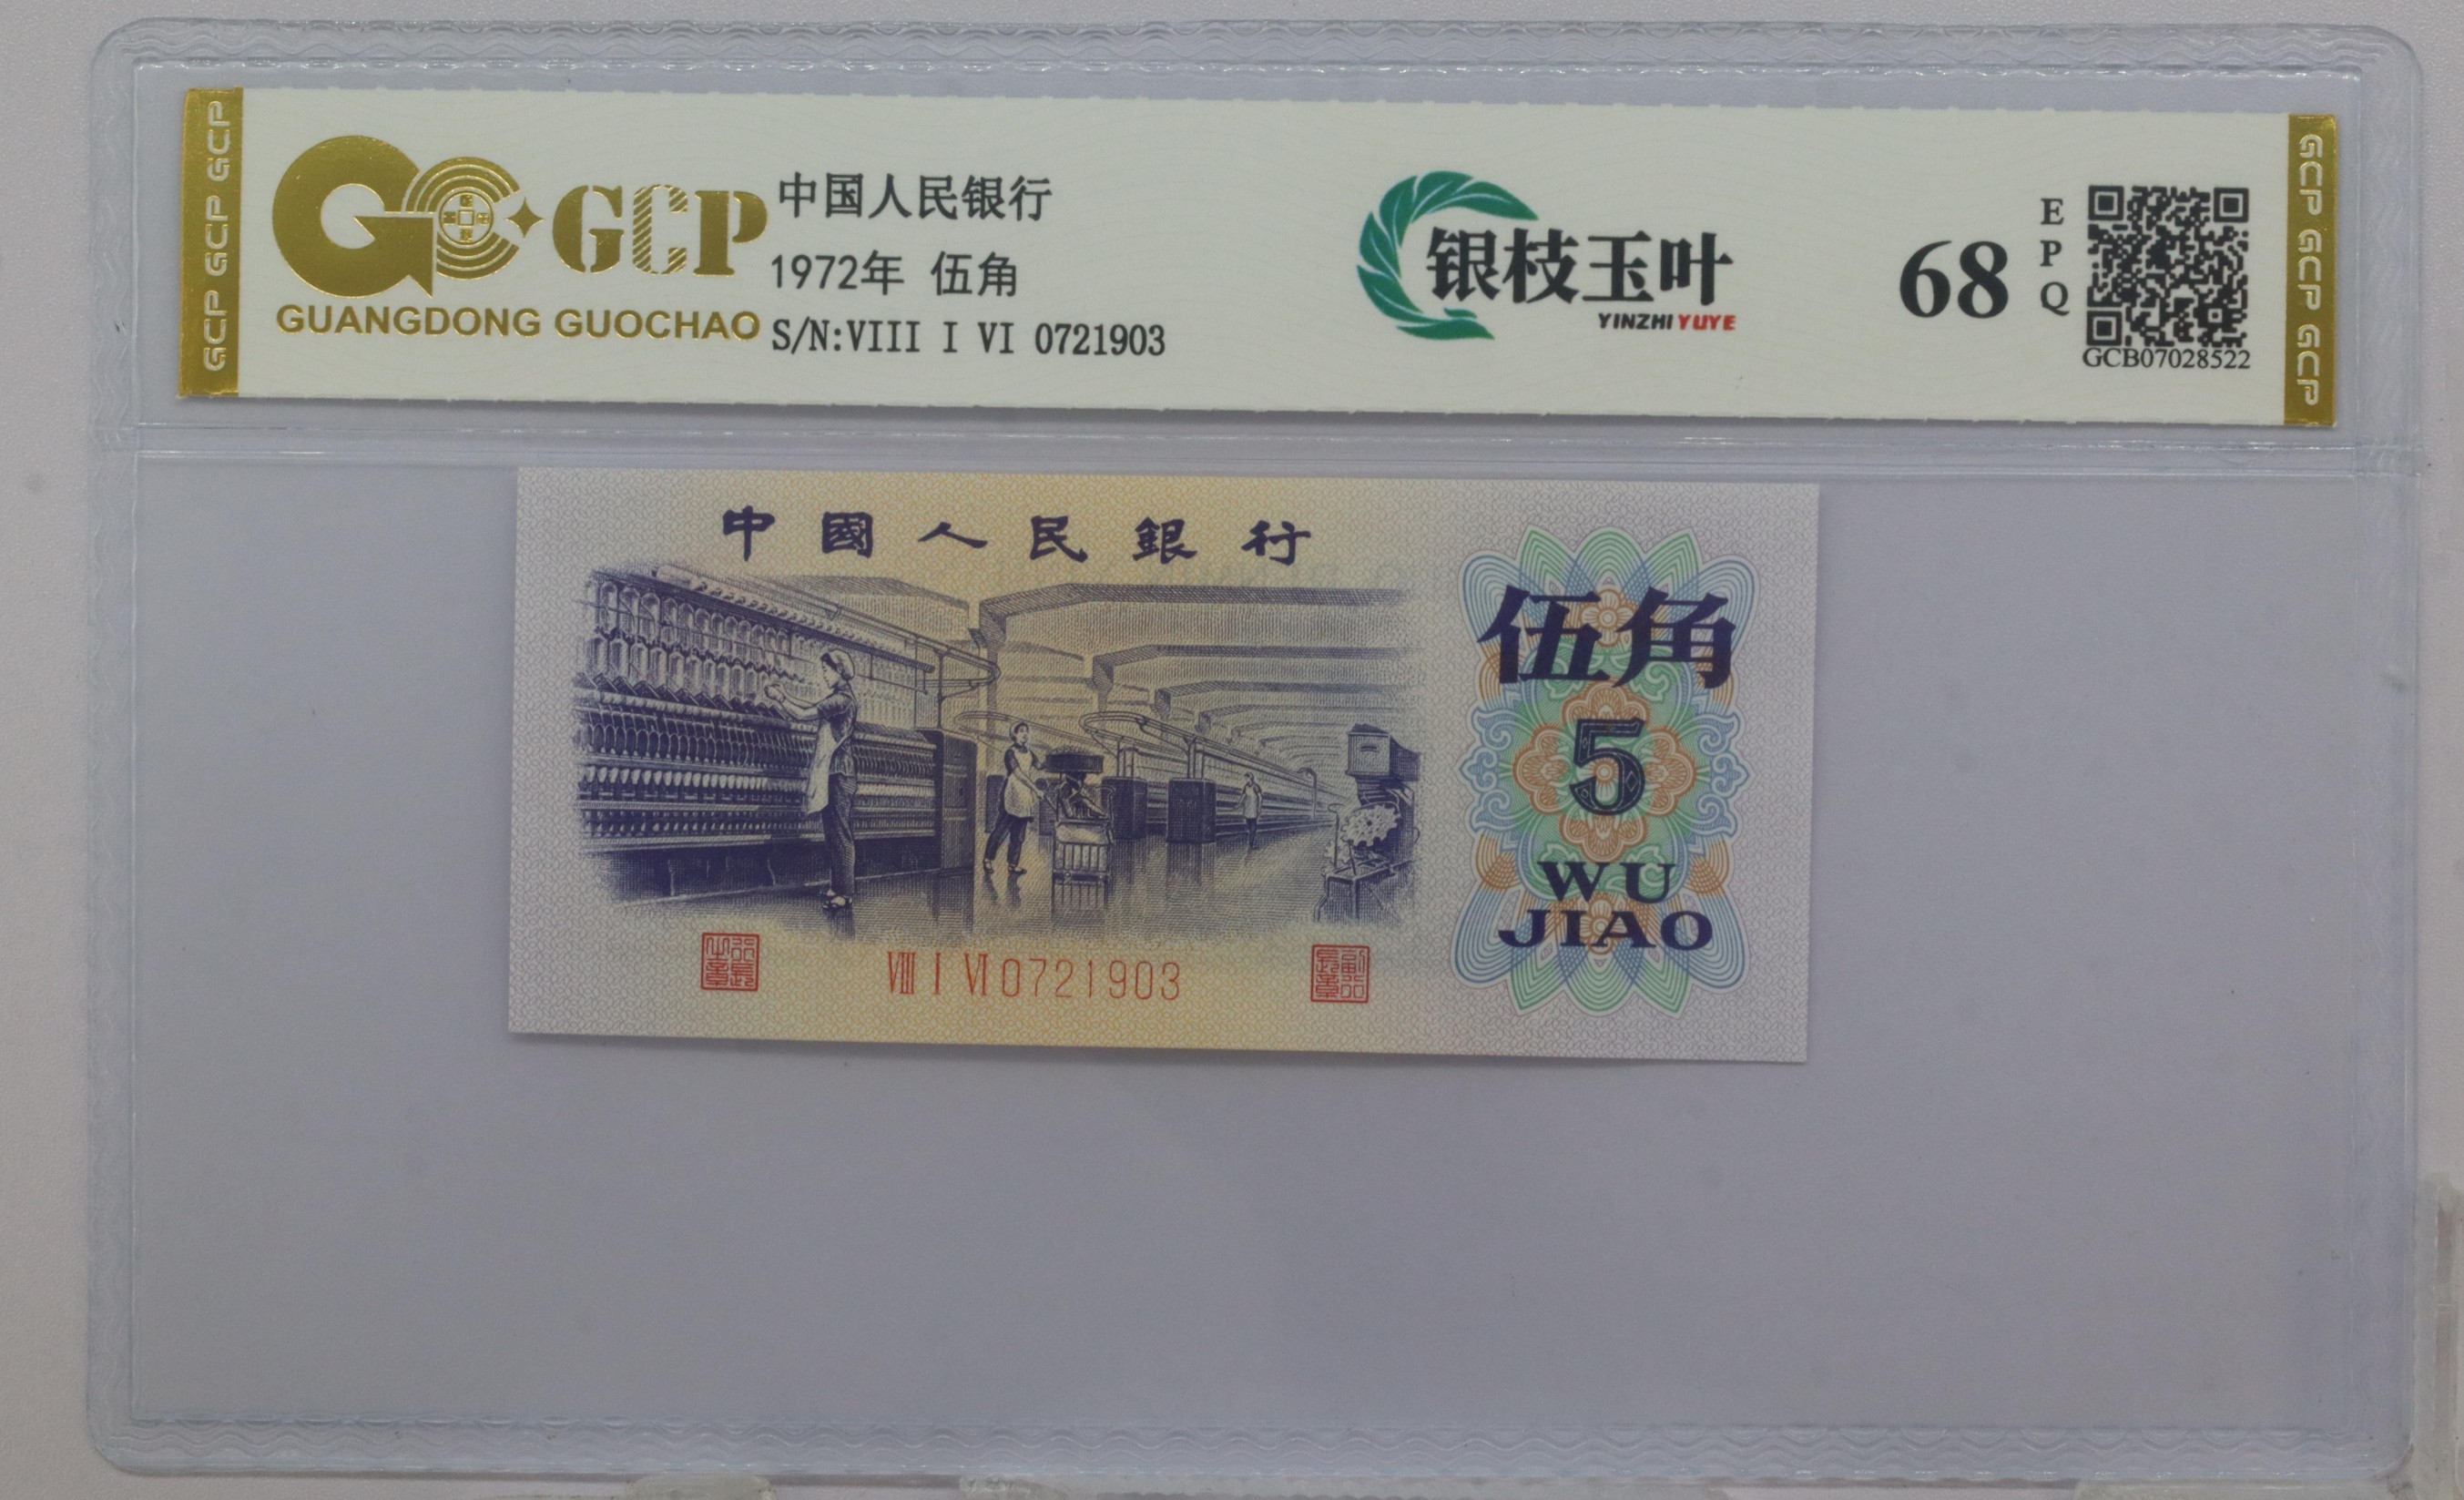 GCP GCP GCP
GCP
GUANGDONG GUOCHAO
中国人民银行
1972年 伍角
S/N:VIII I VI 0721903
银枝玉叶
YINZHI YUYE
68
E
P
Q
GCB07028522
GCP GCP GCP
中國人民銀行
伍角
5
WU
JIAO
VIII I VI 0721903